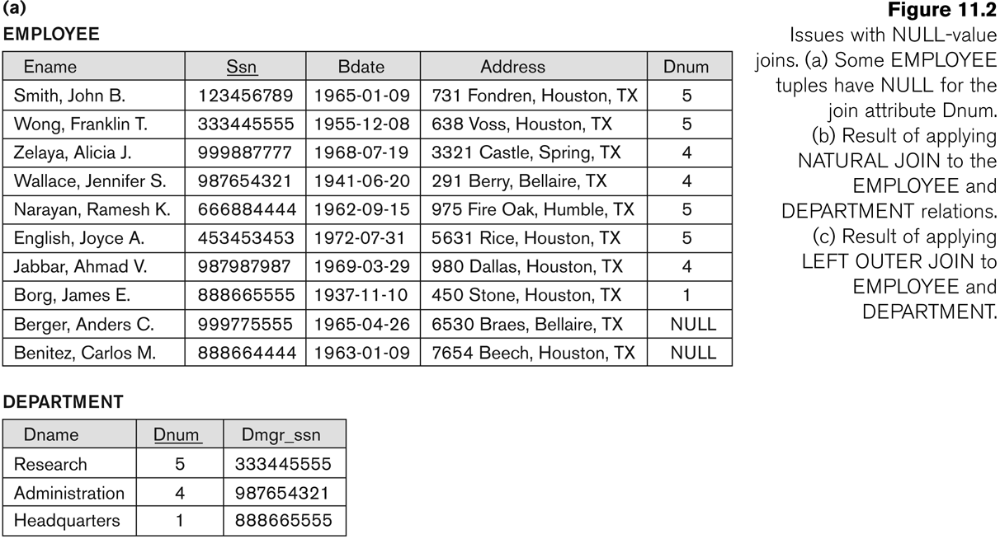 (a)
EMPLOYEE
Ename Ssn Bdate Address Dnum
Smith, John B. 123456789 1965-01-09 731 Fondren, Houston, TX 5
Wong, Franklin T. 333445555 1955-12-08 638 Voss, Houston, TX 5
Zelaya, Alicia J. 999887777 1968-07-19 3321 Castle, Spring, TX 4
Wallace, Jennifer S. 987654321 1941-06-20 291 Berry, Bellaire, TX 4
Narayan, Ramesh K. 666884444 1962-09-15 975 Fire Oak, Humble, TX 5
English, Joyce A. 453453453 1972-07-31 5631 Rice, Houston, TX 5
Jabbar, Ahmad V. 987987987 1969-03-29 980 Dallas, Houston, TX 4
Borg, James E. 888665555 1937-11-10 450 Stone, Houston, TX 1
Berger, Anders C. 999775555 1965-04-26 6530 Braes, Bellaire, TX NULL
Benitez, Carlos M. 888664444 1963-01-09 7654 Beech, Houston, TX NULL
DEPARTMENT
Dname Dnum Dmgr_ssn
Research 5 333445555
Administration 4 987654321
Headquarters 1 888665555
Figure 11.2
Issues with NULL-value
joins. (a) Some EMPLOYEE
tuples have NULL for the
join attribute Dnum.
(b) Result of applying
NATURAL JOIN to the
EMPLOYEE and
DEPARTMENT relations.
(c) Result of applying
LEFT OUTER JOIN to
EMPLOYEE and
DEPARTMENT.